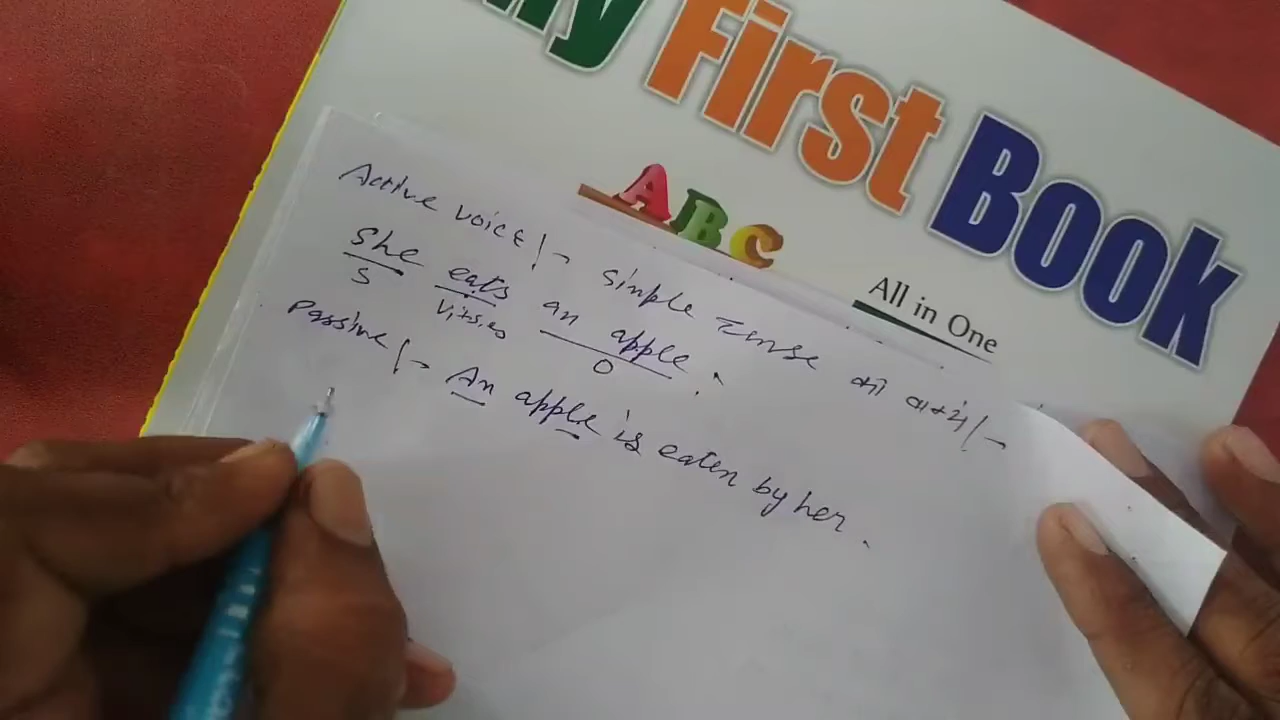 My First Book
ABC
All in One
Active voice :- Simple Tense का वाक्य :-
She eats an apple.
S V1+s,es O
Passive :- An apple is eaten by her.